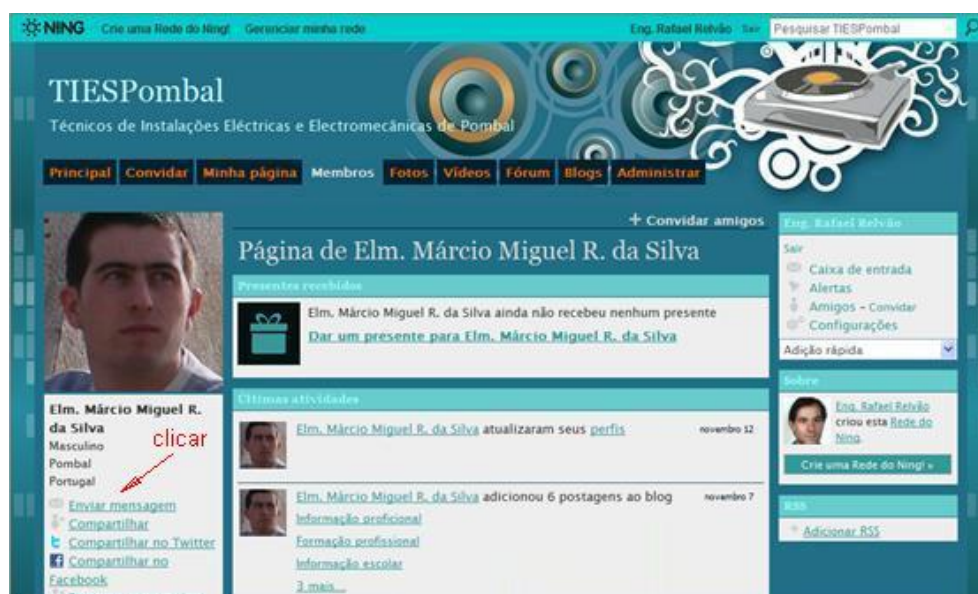 NING Crie uma Rede do Ning! Gerenciar minha rede Eng. Rafael Relvão Sair Pesquisar TIESPombal
TIESPombal
Técnicos de Instalações Eléctricas e Electromecânicas de Pombal
Principal Convidar Minha página Membros Fotos Vídeos Fórum Blogs Administrar
+ Convidar amigos
Página de Elm. Márcio Miguel R. da Silva
Presentes recebidos
Elm. Márcio Miguel R. da Silva ainda não recebeu nenhum presente
Dar um presente para Elm. Márcio Miguel R. da Silva
Últimas atividades
Elm. Márcio Miguel R. da Silva atualizaram seus perfis novembro 12
Elm. Márcio Miguel R. da Silva adicionou 6 postagens ao blog novembro 7
Informação proficional
Formação profissional
Informação escolar
3 mais...
Elm. Márcio Miguel R.
da Silva
Masculino
Pombal
Portugal
clicar
Enviar mensagem
Compartilhar
Compartilhar no Twitter
Compartilhar no
Facebook
Eng. Rafael Relvão
Sair
Caixa de entrada
Alertas
Amigos - Convidar
Configurações
Adição rápida
Sobre
Eng. Rafael Relvão
criou esta Rede do
Ning.
Crie uma Rede do Ning! »
RSS
Adicionar RSS